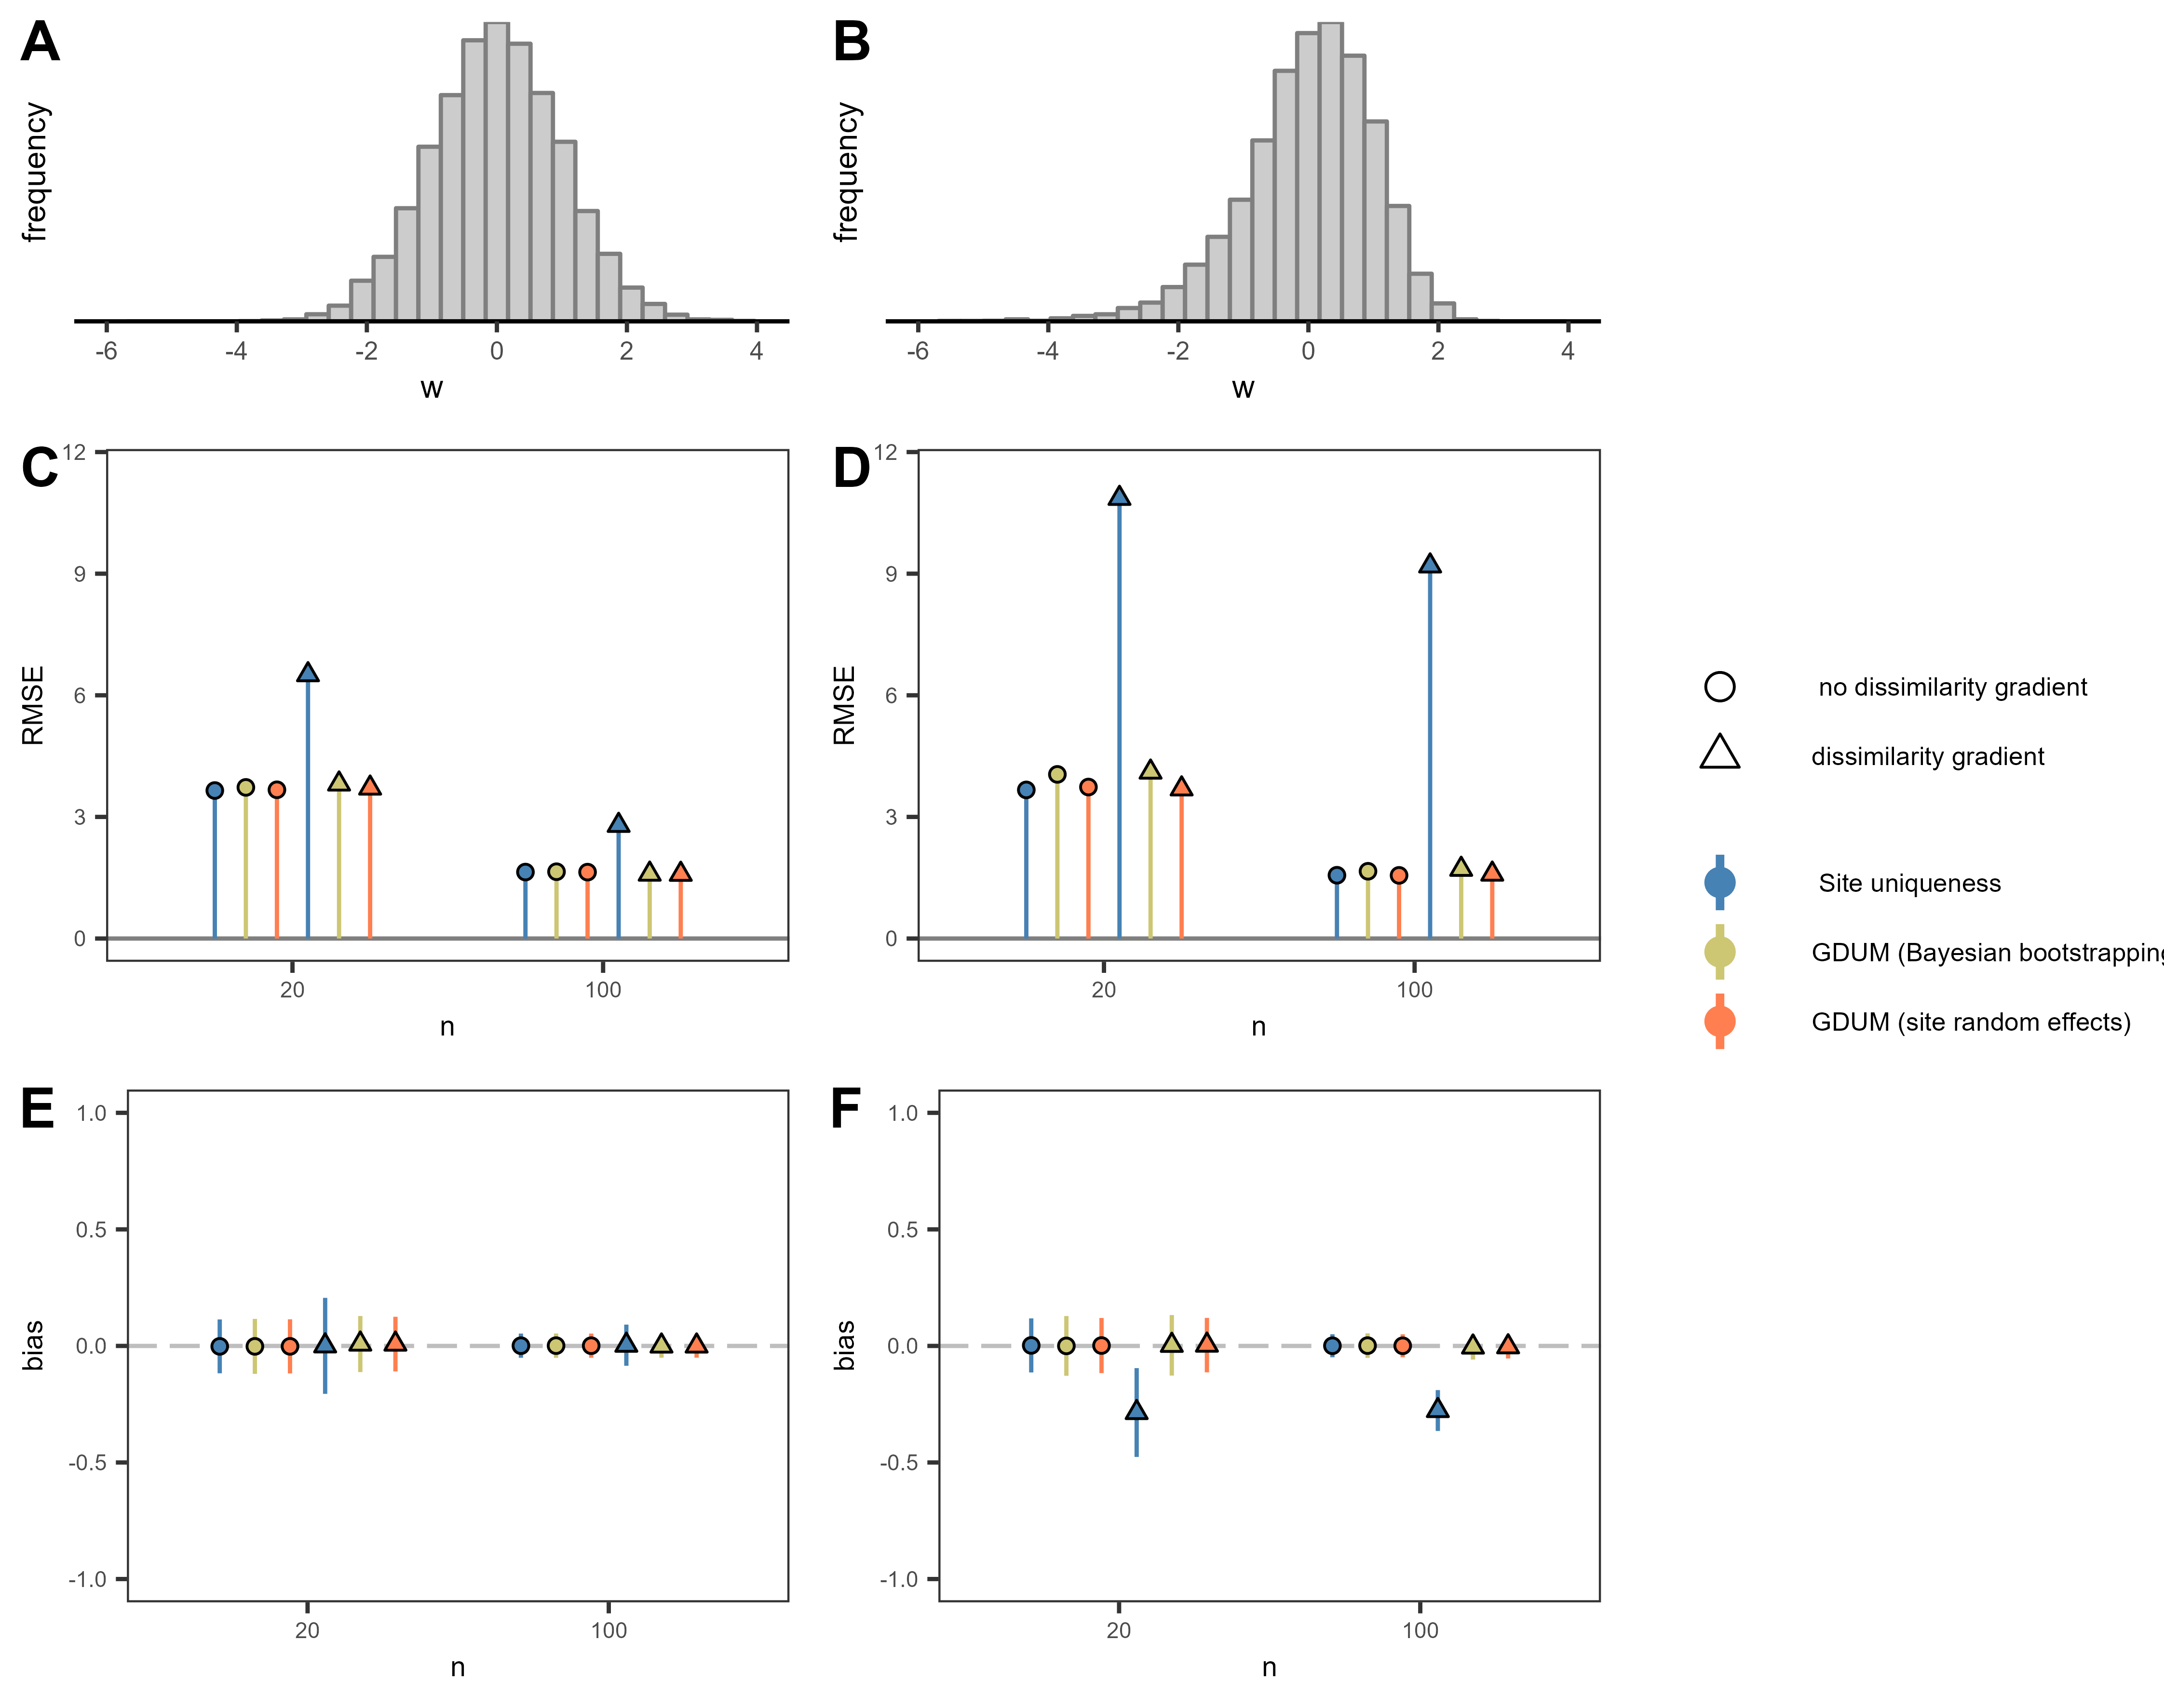 A
frequency
-6 -4 -2 0 2 4
w
B
frequency
-6 -4 -2 0 2 4
w
C
12
9
6
3
0
RMSE
20 100
n
D
12
9
6
3
0
RMSE
20 100
n
no dissimilarity gradient
dissimilarity gradient
Site uniqueness
GDUM (Bayesian bootstrapping
GDUM (site random effects)
E
1.0
0.5
0.0
-0.5
-1.0
bias
20 100
n
F
1.0
0.5
0.0
-0.5
-1.0
bias
20 100
n